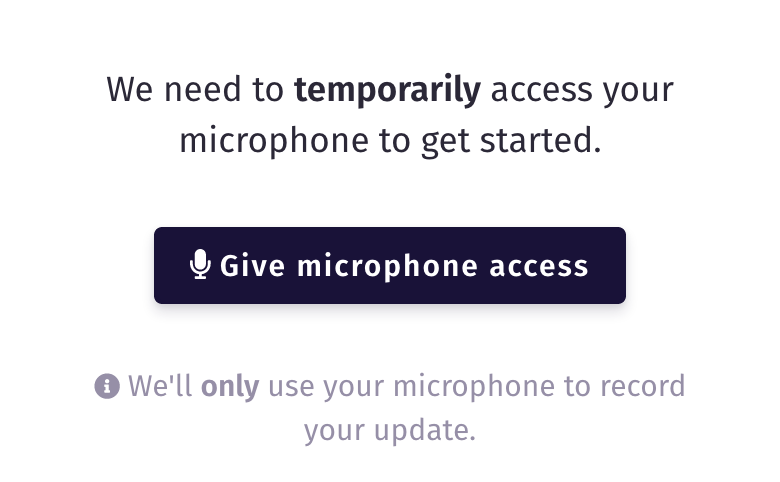 We need to temporarily access your
microphone to get started.
Give microphone access
We'll only use your microphone to record
your update.